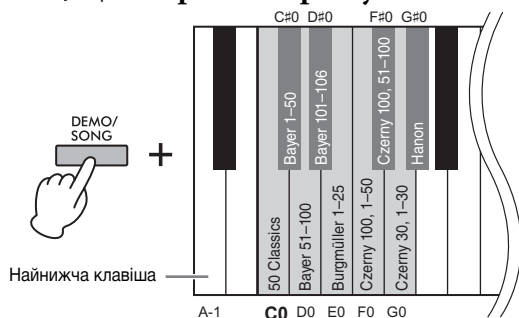 C#0 D#0 F#0 G#0
DEMO/
SONG
+
Bayer 1–50
Bayer 101–106
Czerny 100, 51–100
Hanon
50 Classics
Bayer 51–100
Burgmüller 1–25
Czerny 100, 1–50
Czerny 30, 1–30
Найнижча клавіша
A-1 C0 D0 E0 F0 G0